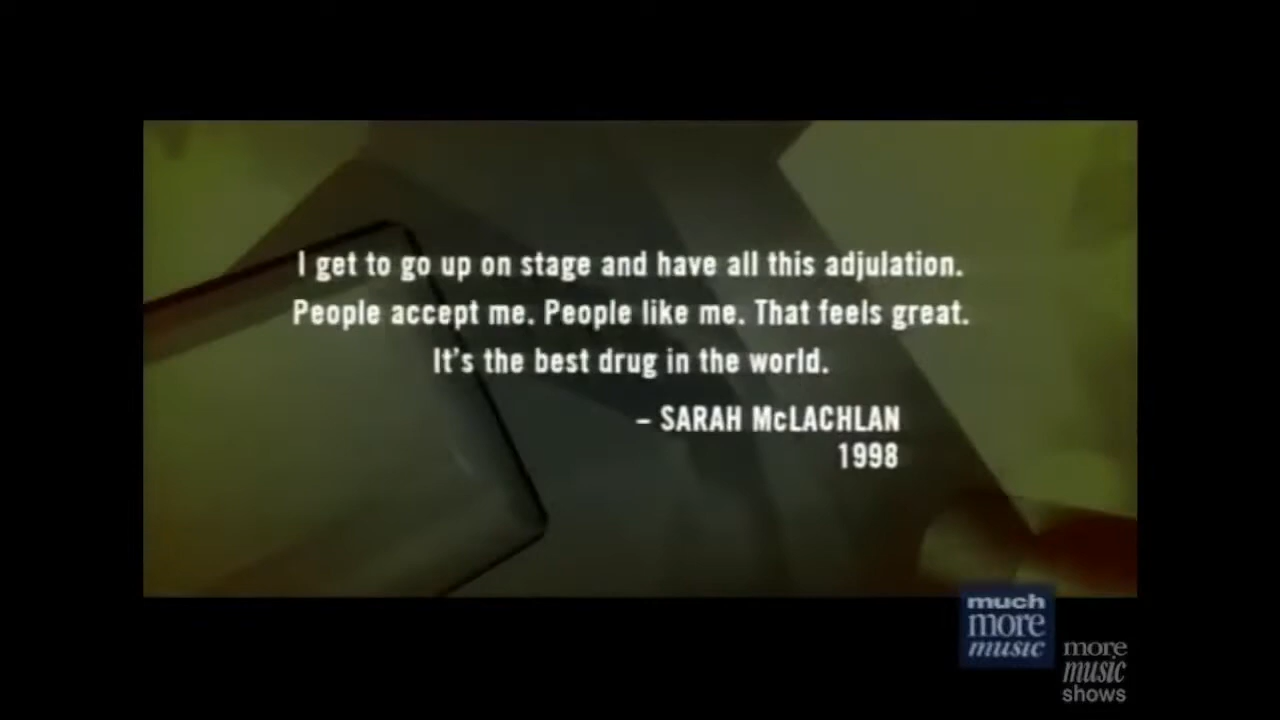 I get to go up on stage and have all this adjulation.
People accept me. People like me. That feels great.
It's the best drug in the world.
– SARAH McLACHLAN
1998
much
more
music
more
music
shows